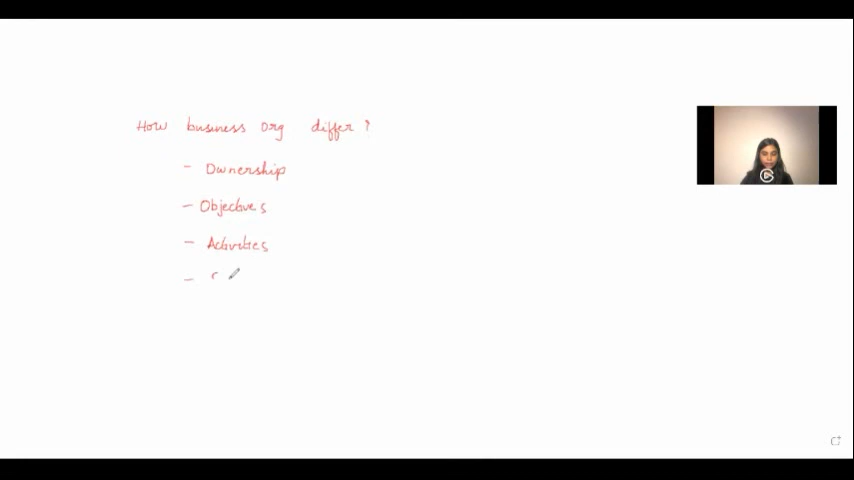 How business org differ ?
- Ownership
- Objectives
- Activities
-